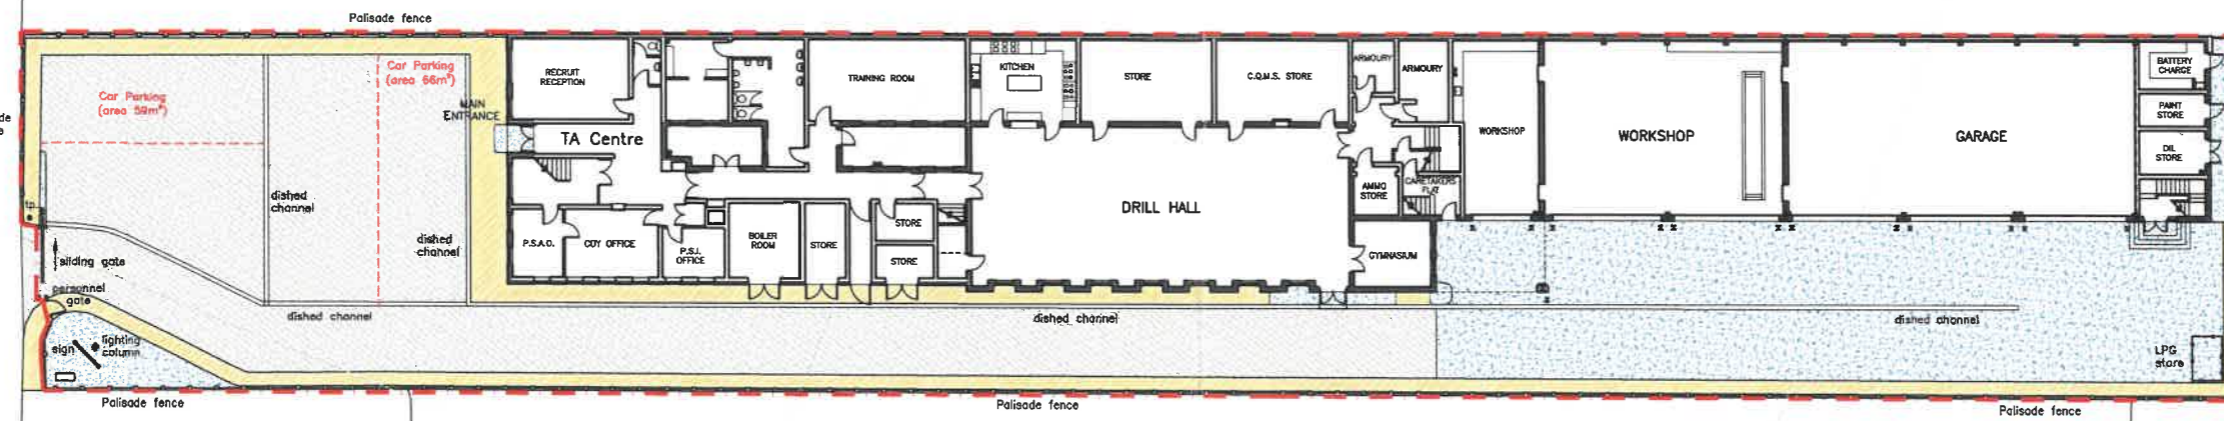 Palisade fence
Car Parking
(area 59m²)
Car Parking
(area 66m²)
MAIN
ENTRANCE
RECRUIT
RECEPTION
TA Centre
TRAINING ROOM
KITCHEN
STORE
C.Q.M.S. STORE
ARMOURY
ARMOURY
WORKSHOP
WORKSHOP
GARAGE
BATTERY
CHARGE
PAINT
STORE
OIL
STORE
AMMO
STORE
CARETAKERS
FLAT
DRILL HALL
GYMNASIUM
P.S.A.O.
COY OFFICE
P.S.I.
OFFICE
BOILER
ROOM
STORE
STORE
STORE
dished
channel
dished
channel
tp
sliding gate
personnel
gate
dished channel
dished channel
dished channel
sign
lighting
column
LPG
store
Palisade fence
Palisade fence
Palisade fence